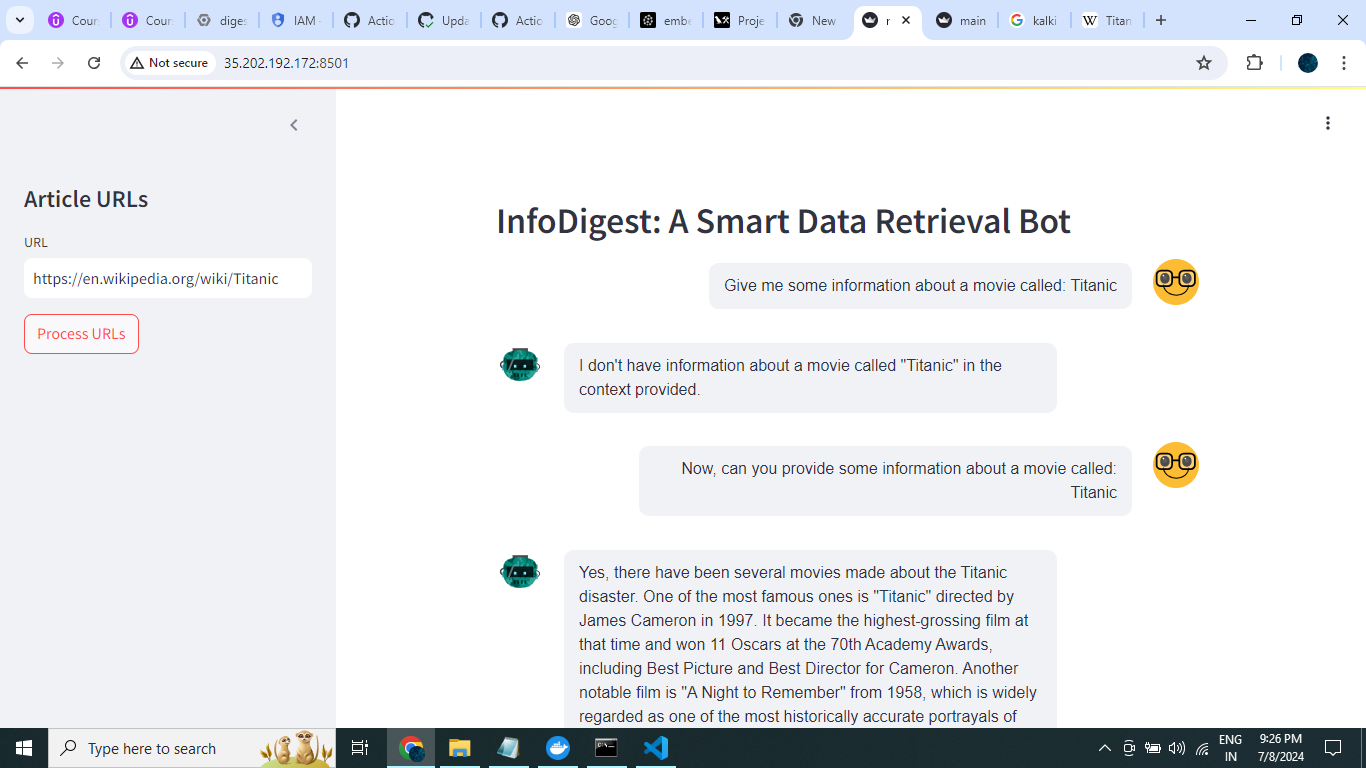 Cour
Cour
diges
IAM
Actio
Upda
Actio
Goog
embe
Proje
New
r
main
kalki
Titan
Not secure
35.202.192.172:8501
Article URLs
URL
https://en.wikipedia.org/wiki/Titanic
Process URLs
InfoDigest: A Smart Data Retrieval Bot
Give me some information about a movie called: Titanic
I don't have information about a movie called "Titanic" in the
context provided.
Now, can you provide some information about a movie called:
Titanic
Yes, there have been several movies made about the Titanic
disaster. One of the most famous ones is "Titanic" directed by
James Cameron in 1997. It became the highest-grossing film at
that time and won 11 Oscars at the 70th Academy Awards,
including Best Picture and Best Director for Cameron. Another
notable film is "A Night to Remember" from 1958, which is widely
regarded as one of the most historically accurate portrayals of
Type here to search
ENG
IN
9:26 PM
7/8/2024